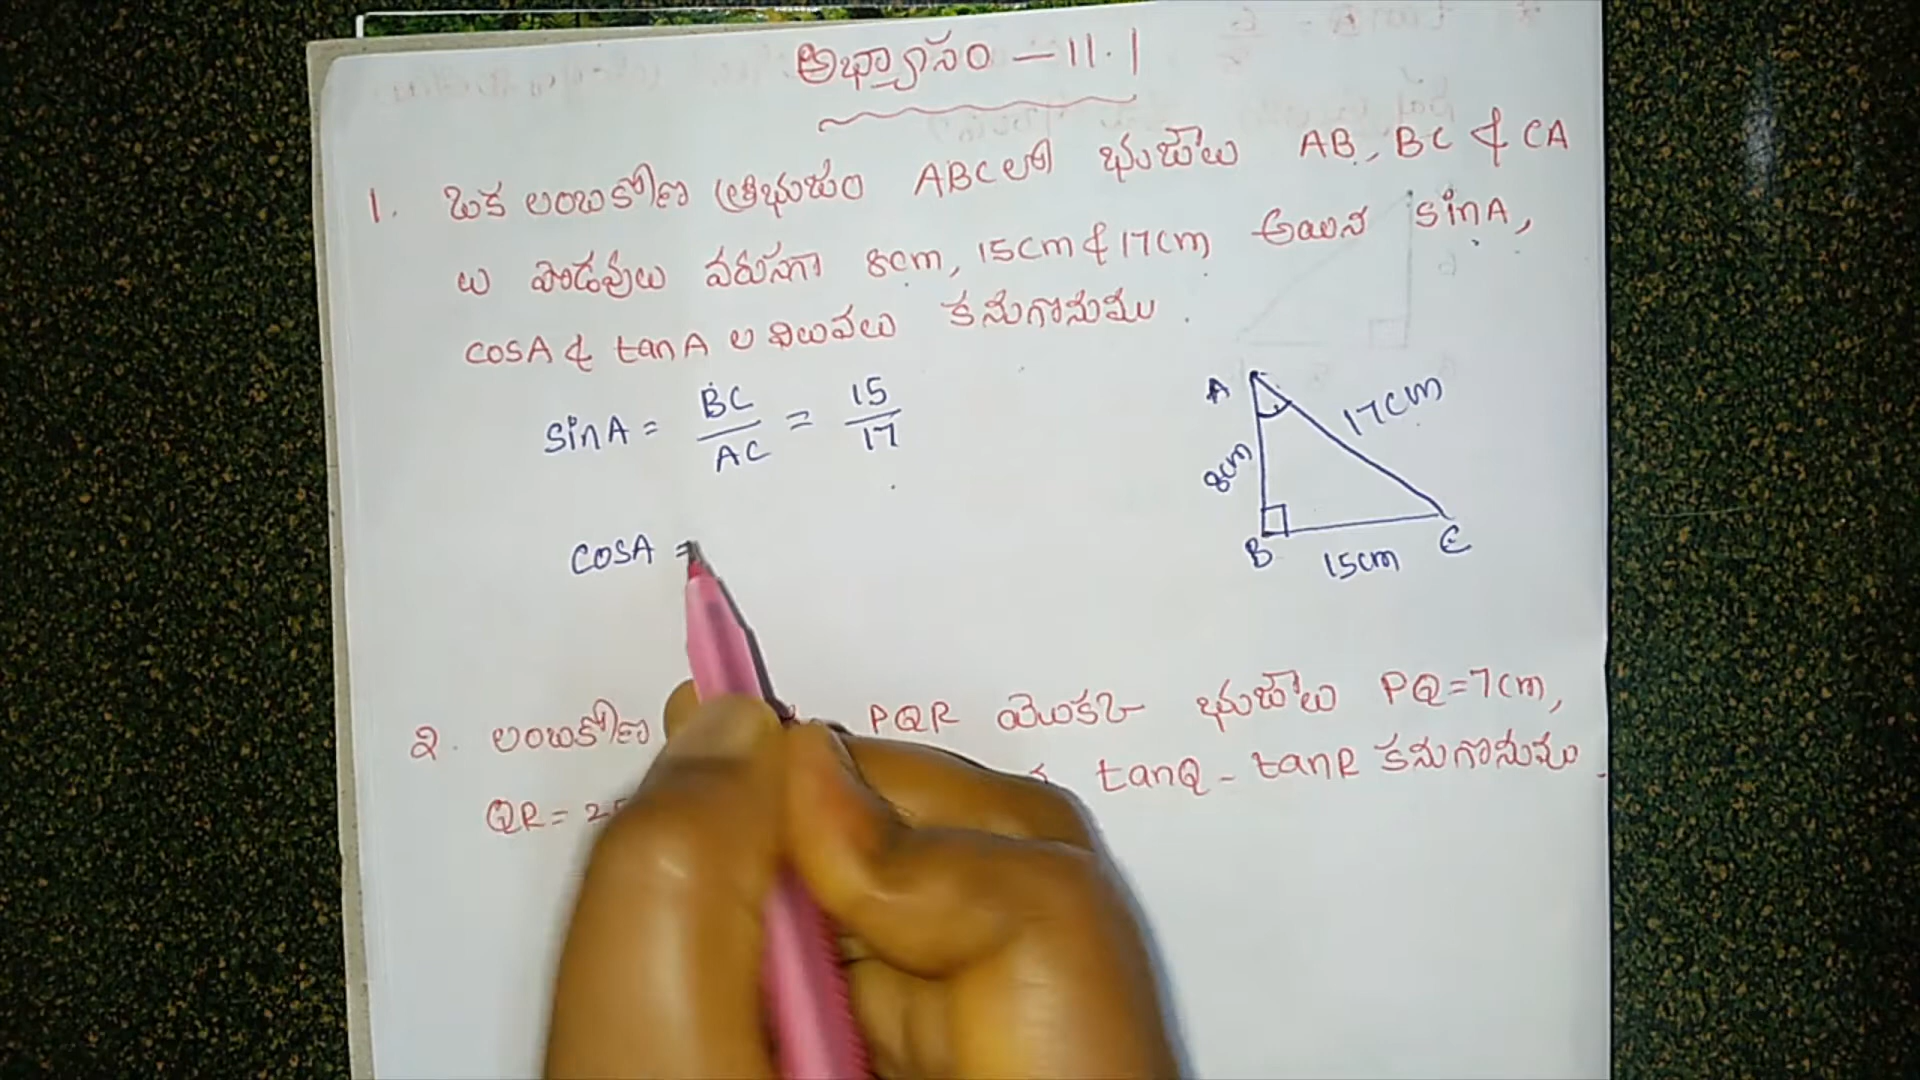 అభ్యాసం - 11.1
1. ఒక లంబకోణ త్రిభుజం ABCలో భుజాలు AB, BC & CA
ల పొడవులు వరుసగా 8cm, 15cm & 17cm అయిన sinA,
cosA & tanA ల విలువలు కనుగొనుము.
sinA = BC/AC = 15/17
A
17cm
8cm
B
15cm
C
cosA =
2. లంబకోణ PQR యొక్క భుజాలు PQ=7cm,
QR = tanQ - tanR కనుగొనుము.